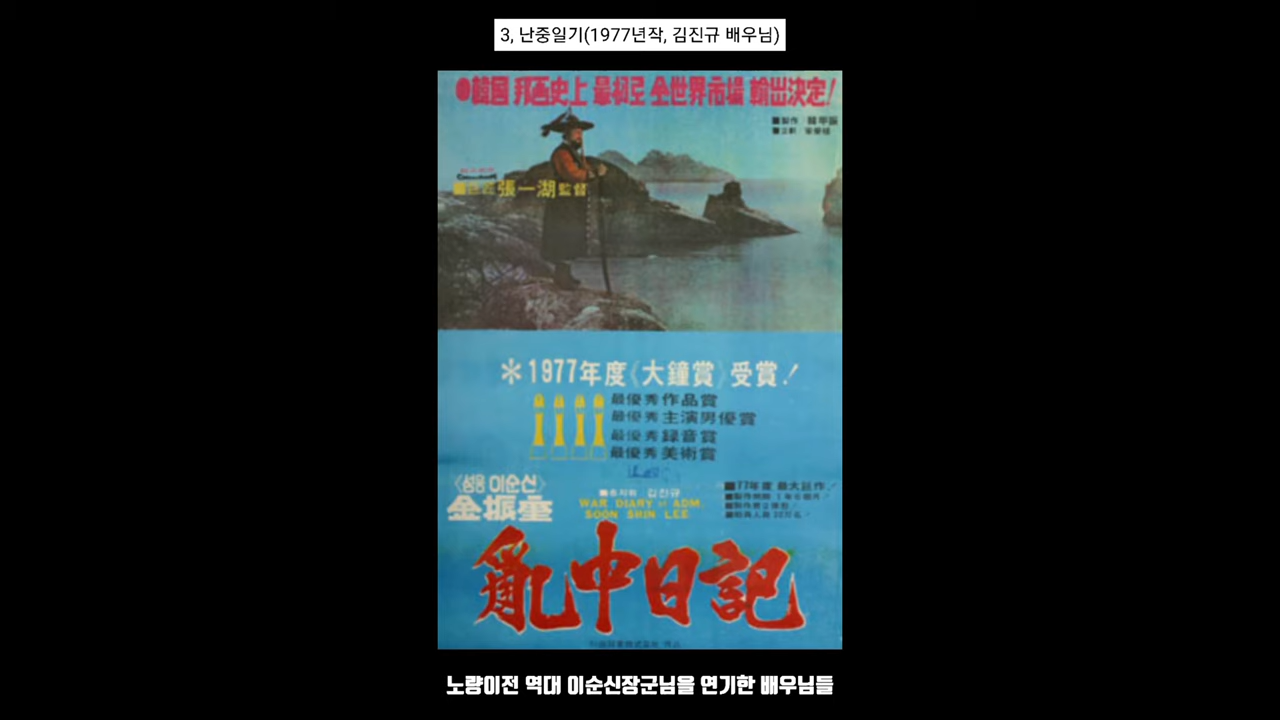 3, 난중일기(1977년작, 김진규 배우님)
●韓国 邦画史上 最初로 全世界市場 輸出決定!
■製作 · 韓甲振
張一湖 監督
*1977年度《大鐘賞》受賞!
最優秀 作品賞
最優秀 主演男優賞
最優秀 録音賞
最優秀 美術賞
〈성웅 이순신〉
金振奎
김진규
WAR DIARY of ADM.
SOON SHIN LEE
■77年度 最大巨作!
亂中日記
노량이전 역대 이순신장군님을 연기한 배우님들